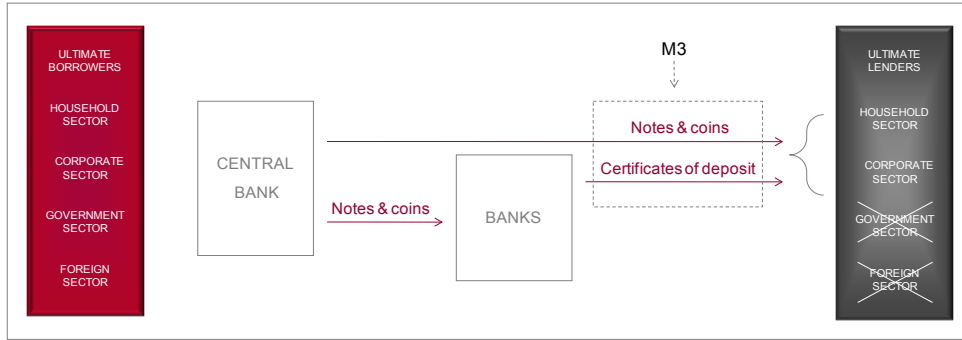 ULTIMATE
BORROWERS
HOUSEHOLD
SECTOR
CORPORATE
SECTOR
GOVERNMENT
SECTOR
FOREIGN
SECTOR
CENTRAL
BANK
Notes & coins
BANKS
M3
Notes & coins
Certificates of deposit
ULTIMATE
LENDERS
HOUSEHOLD
SECTOR
CORPORATE
SECTOR
GOVERNMENT
SECTOR
FOREIGN
SECTOR